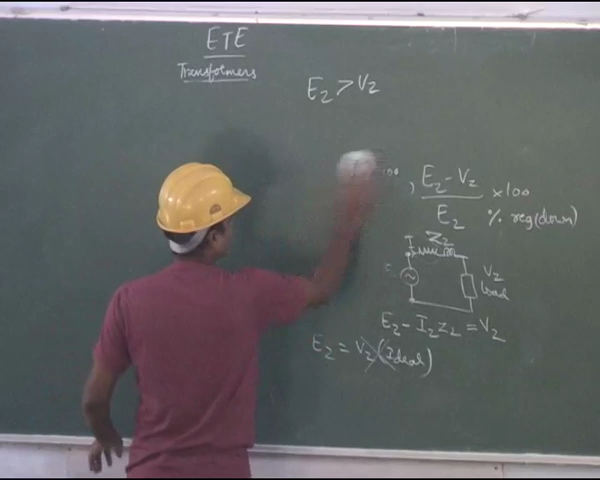 ETE
Transformers
E₂ > V₂
100
, E₂ - V₂ / E₂ ×100
% reg(down)
I Z₂
V₂
Load
E₂ - I₂Z₂ = V₂
E₂ = V₂ (Ideal)